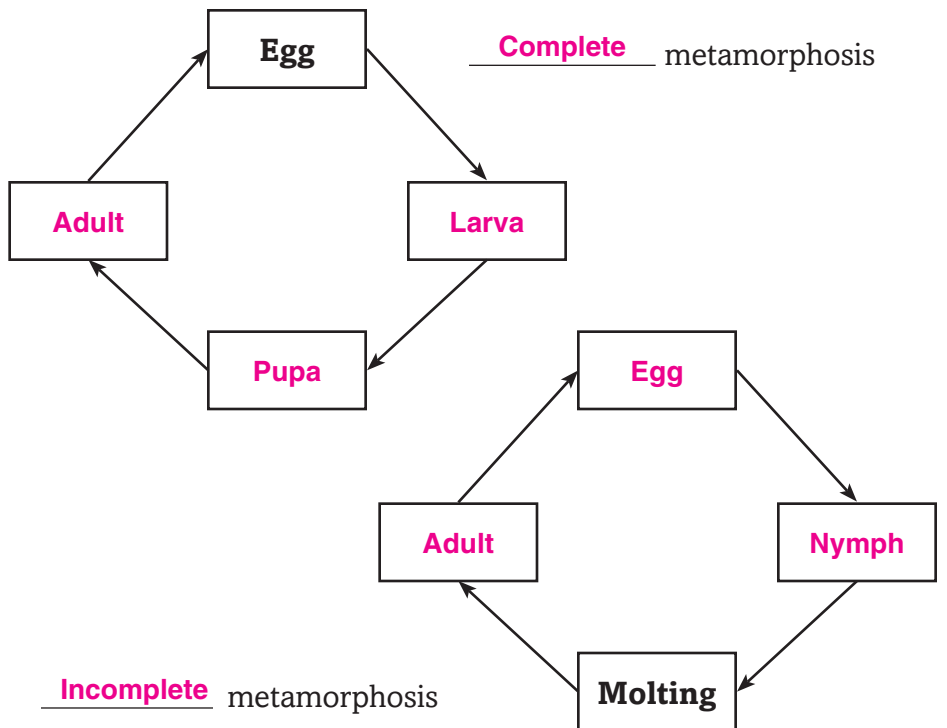 Egg
Complete metamorphosis
Adult
Larva
Pupa
Egg
Adult
Nymph
Molting
Incomplete metamorphosis